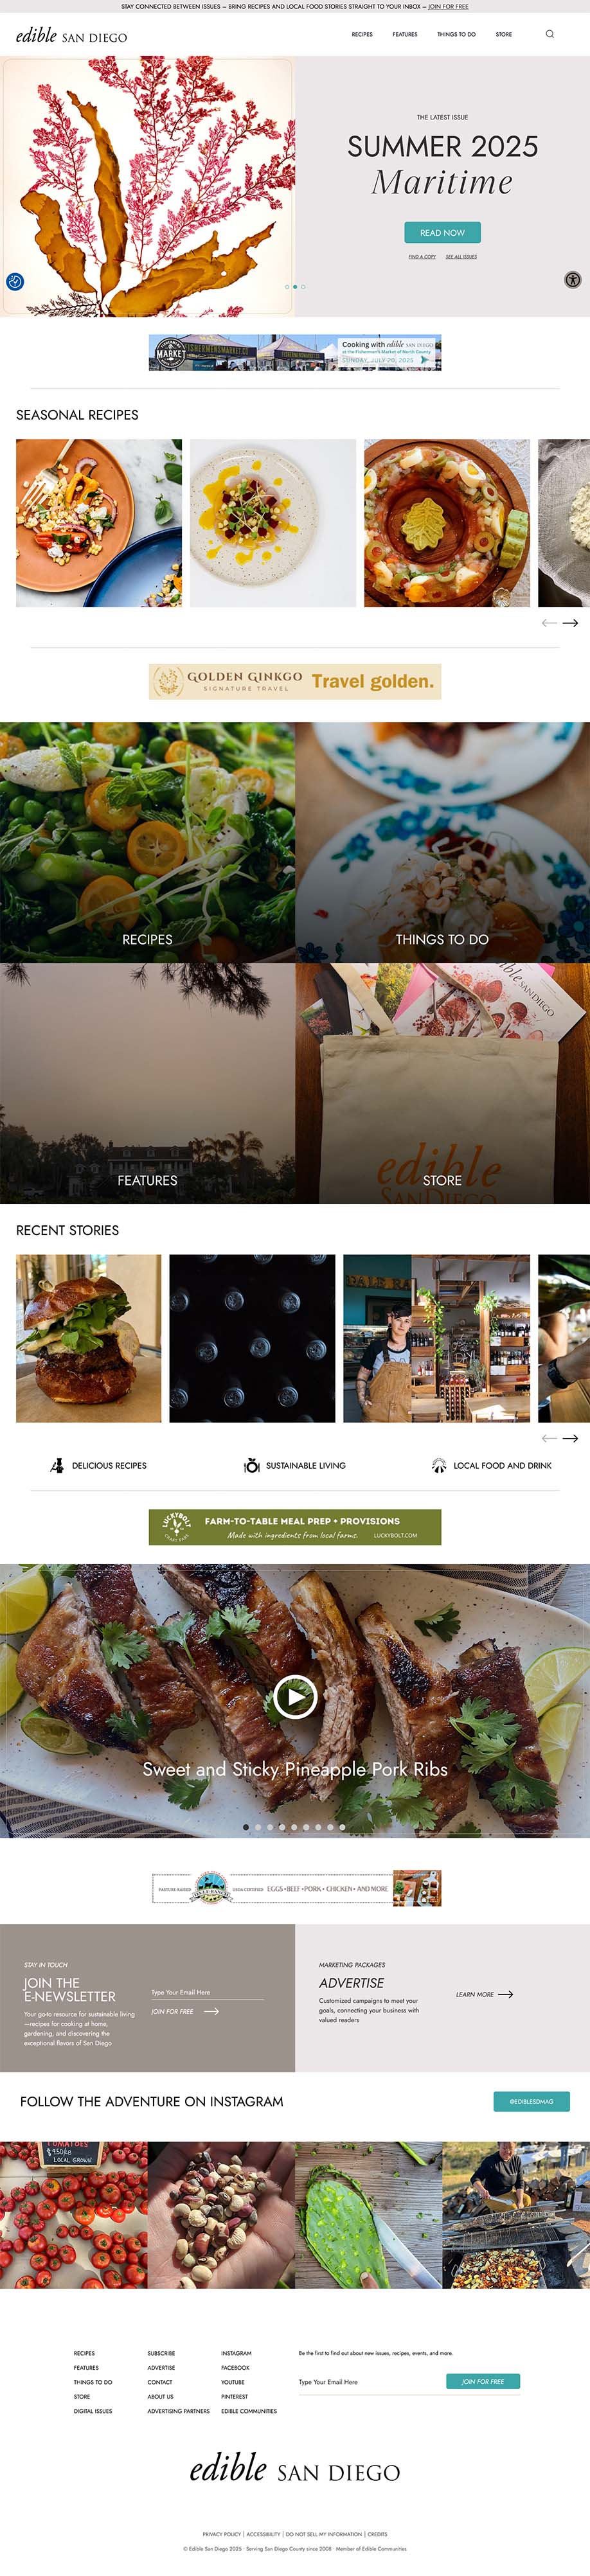 STAY CONNECTED BETWEEN ISSUES – BRING RECIPES AND LOCAL FOOD STORIES STRAIGHT TO YOUR INBOX – JOIN FOR FREE
edible SAN DIEGO
RECIPES FEATURES THINGS TO DO STORE
THE LATEST ISSUE
SUMMER 2025
Maritime
READ NOW
FIND A COPY SEE ALL ISSUES
MARKET
FISHERMENSMARKET
Cooking with edible SAN DIEGO
at the Fishermen's Market of North County
SUNDAY, JULY 20, 2025
SEASONAL RECIPES
GOLDEN GINKGO
SIGNATURE TRAVEL
Travel golden.
RECIPES
THINGS TO DO
edible SAN DIEGO
edible
SAN DIEGO
FEATURES
STORE
RECENT STORIES
DELICIOUS RECIPES
SUSTAINABLE LIVING
LOCAL FOOD AND DRINK
LUCKYBOLT
FARM-TO-TABLE MEAL PREP + PROVISIONS
Made with ingredients from local farms.
LUCKYBOLT.COM
Sweet and Sticky Pineapple Pork Ribs
PASTURE-RAISED
USDA CERTIFIED
EGGS • BEEF • PORK • CHICKEN • AND MORE
STAY IN TOUCH
JOIN THE
E-NEWSLETTER
Your go-to resource for sustainable living
—recipes for cooking at home,
gardening, and discovering the
exceptional flavors of San Diego
Type Your Email Here
JOIN FOR FREE
MARKETING PACKAGES
ADVERTISE
Customized campaigns to meet your
goals, connecting your business with
valued readers
LEARN MORE
FOLLOW THE ADVENTURE ON INSTAGRAM
@EDIBLESDMAG
TOMATOES
LOCAL GROWN
RECIPES
FEATURES
THINGS TO DO
STORE
DIGITAL ISSUES
SUBSCRIBE
ADVERTISE
CONTACT
ABOUT US
ADVERTISING PARTNERS
INSTAGRAM
FACEBOOK
YOUTUBE
PINTEREST
EDIBLE COMMUNITIES
Be the first to find out about new issues, recipes, events, and more.
Type Your Email Here
JOIN FOR FREE
edible SAN DIEGO
PRIVACY POLICY | ACCESSIBILITY | DO NOT SELL MY INFORMATION | CREDITS
© Edible San Diego 2025 · Serving San Diego County since 2008 · Member of Edible Communities